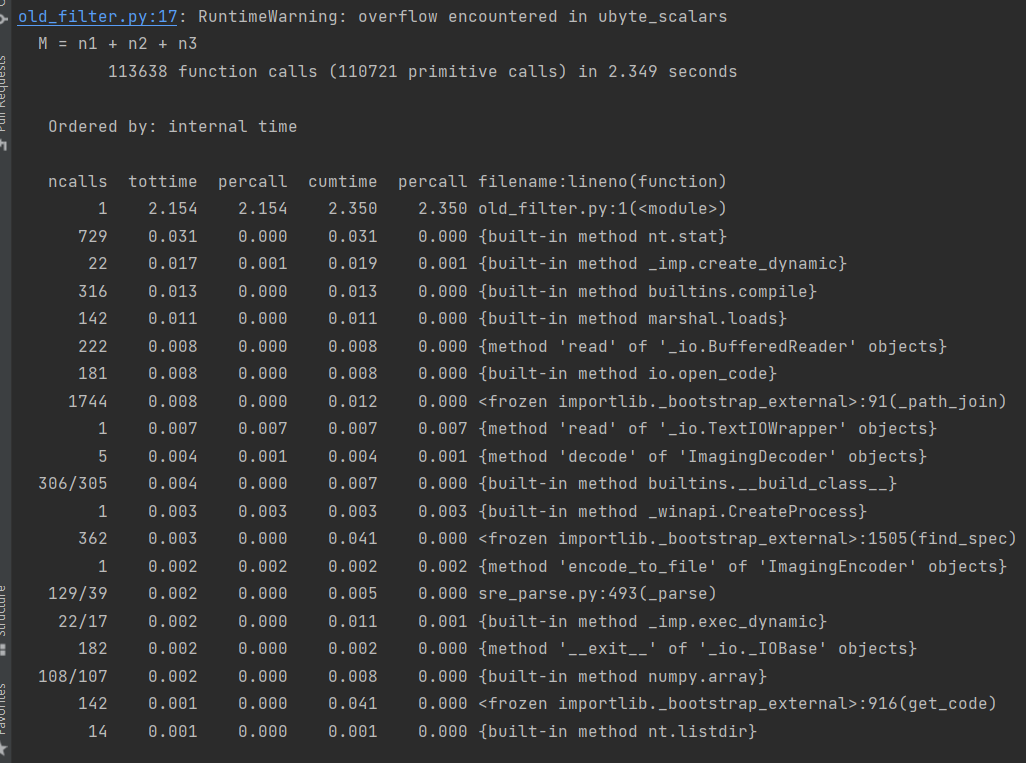 old_filter.py:17: RuntimeWarning: overflow encountered in ubyte_scalars
M = n1 + n2 + n3
113638 function calls (110721 primitive calls) in 2.349 seconds
Ordered by: internal time
ncalls tottime percall cumtime percall filename:lineno(function)
1 2.154 2.154 2.350 2.350 old_filter.py:1(<module>)
729 0.031 0.000 0.031 0.000 {built-in method nt.stat}
22 0.017 0.001 0.019 0.001 {built-in method _imp.create_dynamic}
316 0.013 0.000 0.013 0.000 {built-in method builtins.compile}
142 0.011 0.000 0.011 0.000 {built-in method marshal.loads}
222 0.008 0.000 0.008 0.000 {method 'read' of '_io.BufferedReader' objects}
181 0.008 0.000 0.008 0.000 {built-in method io.open_code}
1744 0.008 0.000 0.012 0.000 <frozen importlib._bootstrap_external>:91(_path_join)
1 0.007 0.007 0.007 0.007 {method 'read' of '_io.TextIOWrapper' objects}
5 0.004 0.001 0.004 0.001 {method 'decode' of 'ImagingDecoder' objects}
306/305 0.004 0.000 0.007 0.000 {built-in method builtins.__build_class__}
1 0.003 0.003 0.003 0.003 {built-in method _winapi.CreateProcess}
362 0.003 0.000 0.041 0.000 <frozen importlib._bootstrap_external>:1505(find_spec)
1 0.002 0.002 0.002 0.002 {method 'encode_to_file' of 'ImagingEncoder' objects}
129/39 0.002 0.000 0.005 0.000 sre_parse.py:493(_parse)
22/17 0.002 0.000 0.011 0.001 {built-in method _imp.exec_dynamic}
182 0.002 0.000 0.002 0.000 {method '__exit__' of '_io._IOBase' objects}
108/107 0.002 0.000 0.008 0.000 {built-in method numpy.array}
142 0.001 0.000 0.041 0.000 <frozen importlib._bootstrap_external>:916(get_code)
14 0.001 0.000 0.001 0.000 {built-in method nt.listdir}